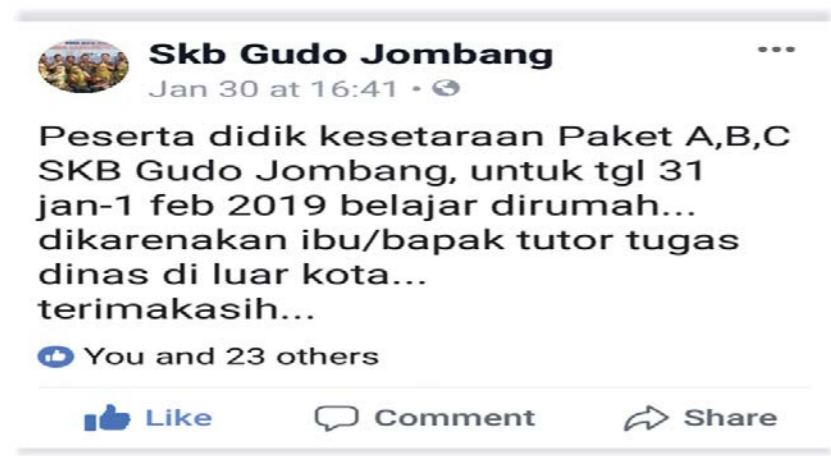 Skb Gudo Jombang
Jan 30 at 16:41
Peserta didik kesetaraan Paket A,B,C
SKB Gudo Jombang, untuk tgl 31
jan-1 feb 2019 belajar dirumah...
dikarenakan ibu/bapak tutor tugas
dinas di luar kota...
terimakasih...
You and 23 others
Like Comment Share